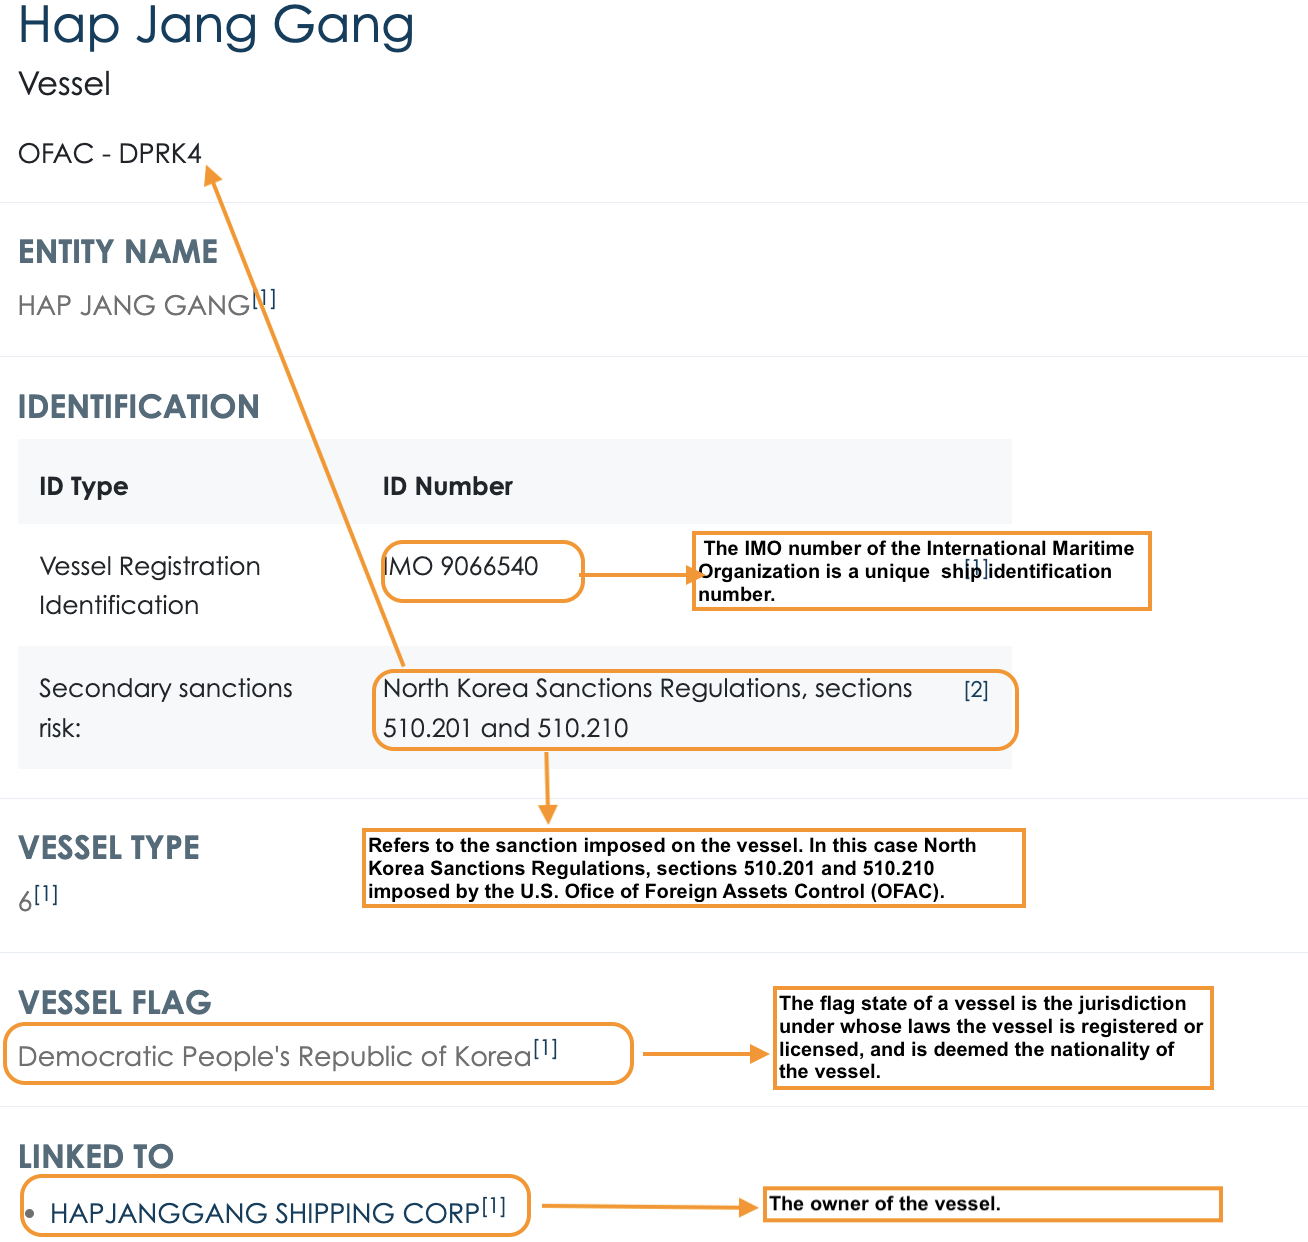 Hap Jang Gang
Vessel
OFAC - DPRK4
ENTITY NAME
HAP JANG GANG[1]
IDENTIFICATION
ID Type ID Number
Vessel Registration
Identification
IMO 9066540
[1]
The IMO number of the International Maritime
Organization is a unique ship identification
number.
Secondary sanctions
risk:
North Korea Sanctions Regulations, sections
510.201 and 510.210
[2]
VESSEL TYPE
6[1]
Refers to the sanction imposed on the vessel. In this case North
Korea Sanctions Regulations, sections 510.201 and 510.210
imposed by the U.S. Ofice of Foreign Assets Control (OFAC).
VESSEL FLAG
Democratic People's Republic of Korea[1]
The flag state of a vessel is the jurisdiction
under whose laws the vessel is registered or
licensed, and is deemed the nationality of
the vessel.
LINKED TO
• HAPJANGGANG SHIPPING CORP[1]
The owner of the vessel.